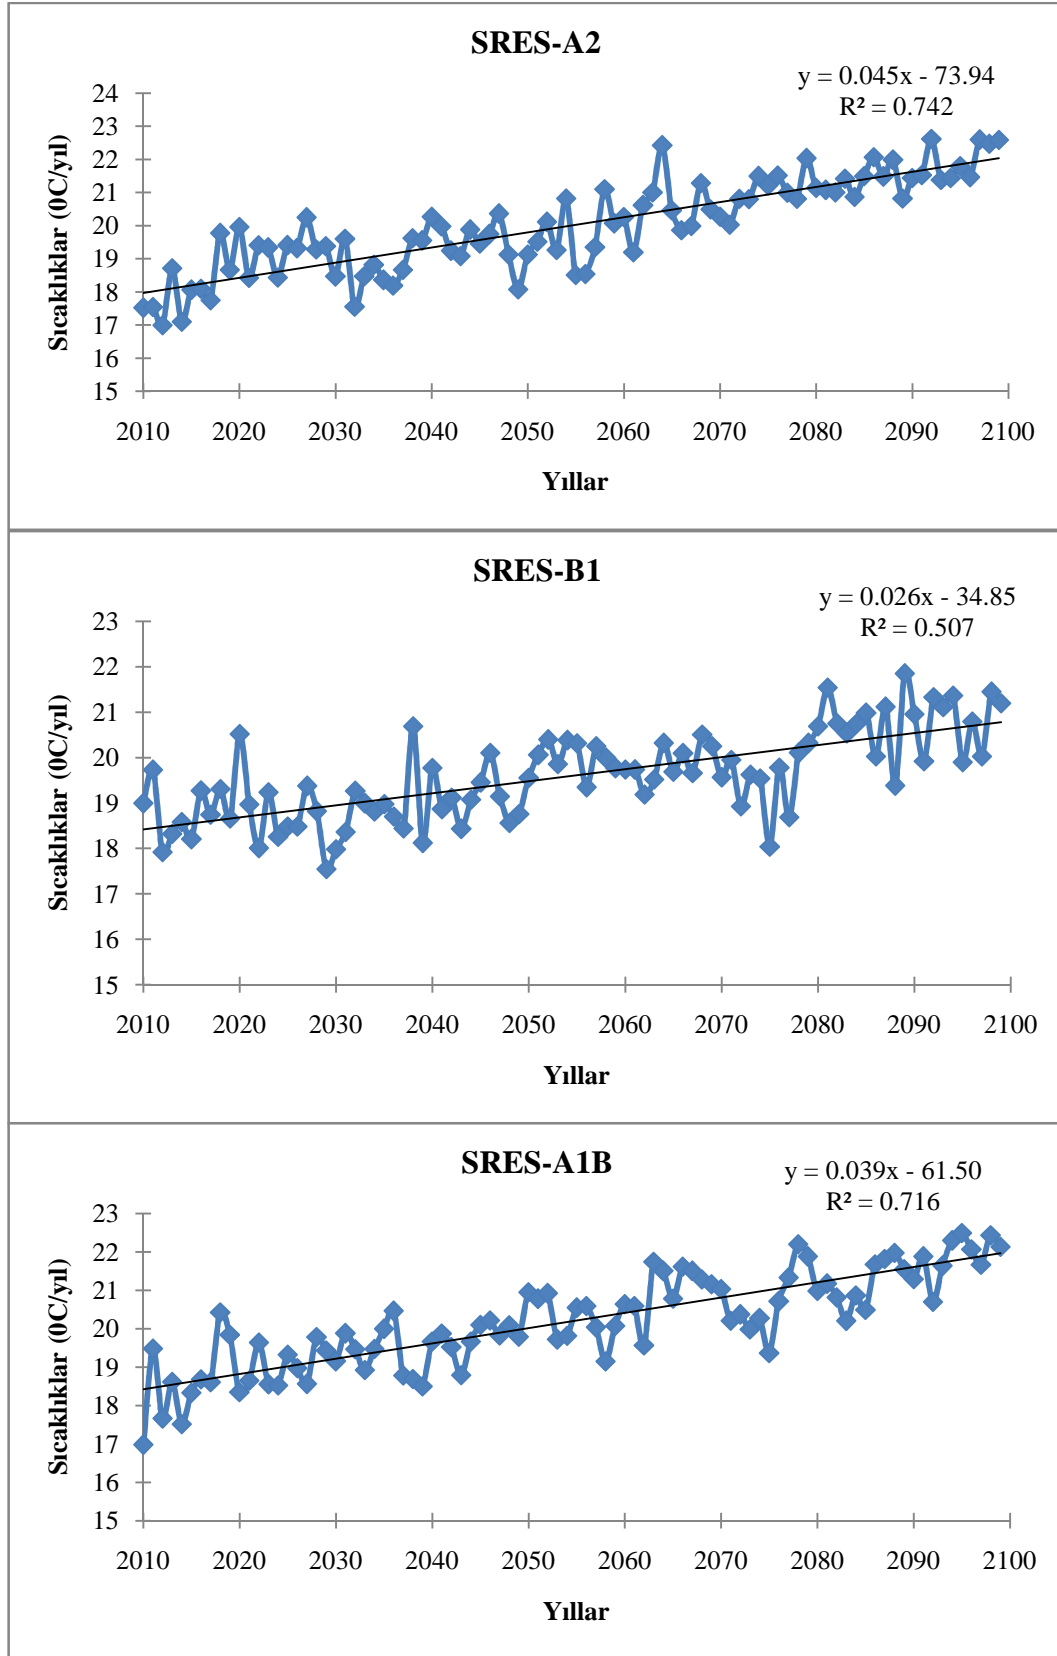 SRES-A2
y = 0.045x - 73.94
R² = 0.742
24
23
22
21
20
19
18
17
16
15
Sıcaklıklar (0C/yıl)
2010 2020 2030 2040 2050 2060 2070 2080 2090 2100
Yıllar
SRES-B1
y = 0.026x - 34.85
R² = 0.507
23
22
21
20
19
18
17
16
15
Sıcaklıklar (0C/yıl)
2010 2020 2030 2040 2050 2060 2070 2080 2090 2100
Yıllar
SRES-A1B
y = 0.039x - 61.50
R² = 0.716
23
22
21
20
19
18
17
16
15
Sıcaklıklar (0C/yıl)
2010 2020 2030 2040 2050 2060 2070 2080 2090 2100
Yıllar